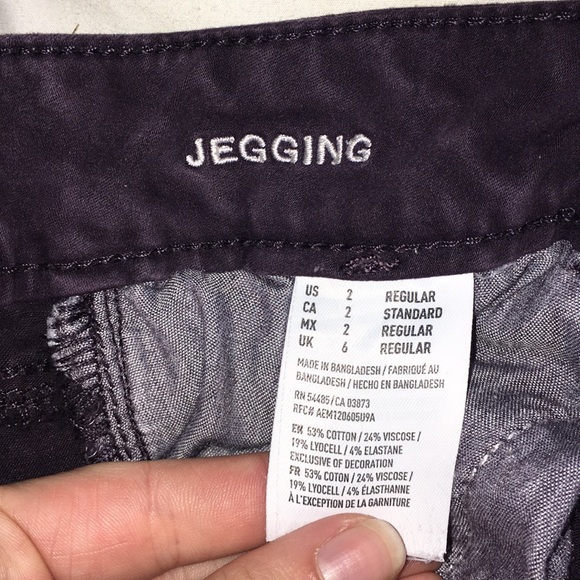 JEGGING
US 2 REGULAR
CA 2 STANDARD
MX 2 REGULAR
UK 6 REGULAR
MADE IN BANGLADESH / FABRIQUÉ AU
BANGLADESH / HECHO EN BANGLADESH
RN 54485 / CA 03873
RFC# AEM120605U9A
EN 53% COTTON / 24% VISCOSE /
19% LYOCELL / 4% ELASTANE
EXCLUSIVE OF DECORATION
FR 53% COTON / 24% VISCOSE /
19% LYOCELL / 4% ÉLASTHANNE
À L'EXCEPTION DE LA GARNITURE